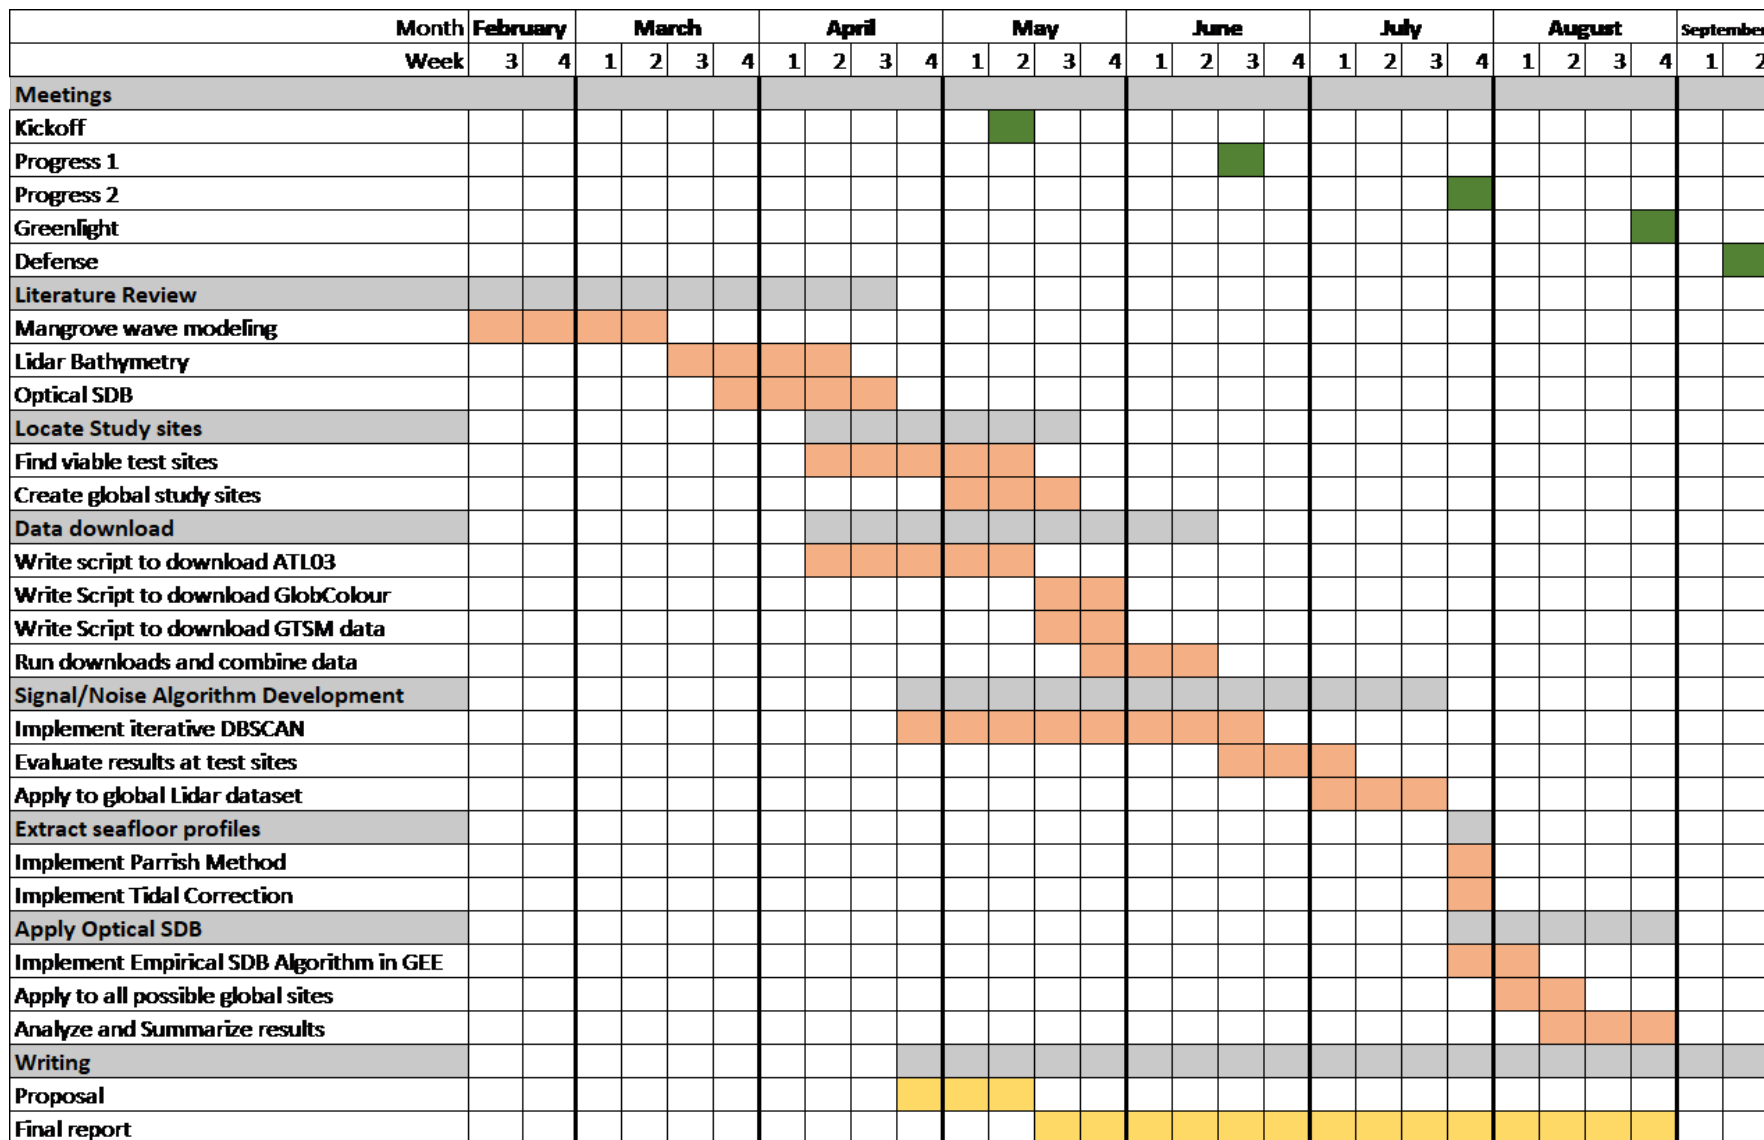 Month February March April May June July August September
Week 3 4 1 2 3 4 1 2 3 4 1 2 3 4 1 2 3 4 1 2 3 4 1 2 3 4 1 2
Meetings
Kickoff
Progress 1
Progress 2
Greenlight
Defense
Literature Review
Mangrove wave modeling
Lidar Bathymetry
Optical SDB
Locate Study sites
Find viable test sites
Create global study sites
Data download
Write script to download ATL03
Write Script to download GlobColour
Write Script to download GTSM data
Run downloads and combine data
Signal/Noise Algorithm Development
Implement iterative DBSCAN
Evaluate results at test sites
Apply to global Lidar dataset
Extract seafloor profiles
Implement Parrish Method
Implement Tidal Correction
Apply Optical SDB
Implement Empirical SDB Algorithm in GEE
Apply to all possible global sites
Analyze and Summarize results
Writing
Proposal
Final report